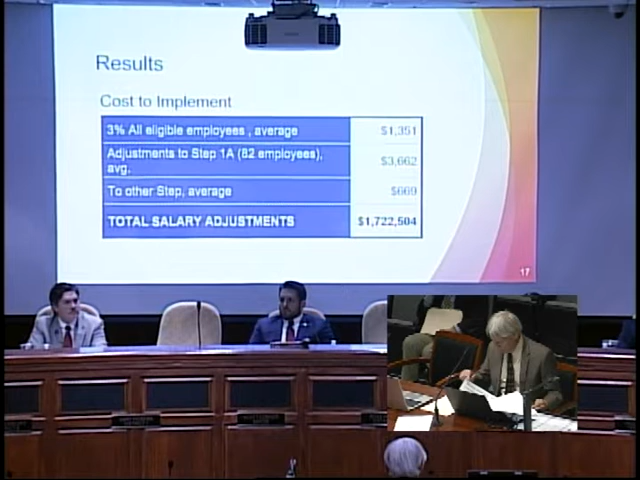 Results
Cost to Implement
3% All eligible employees , average $1,351
Adjustments to Step 1A (82 employees), $3,662
avg.
To other Step, average $669
TOTAL SALARY ADJUSTMENTS $1,722,504
17